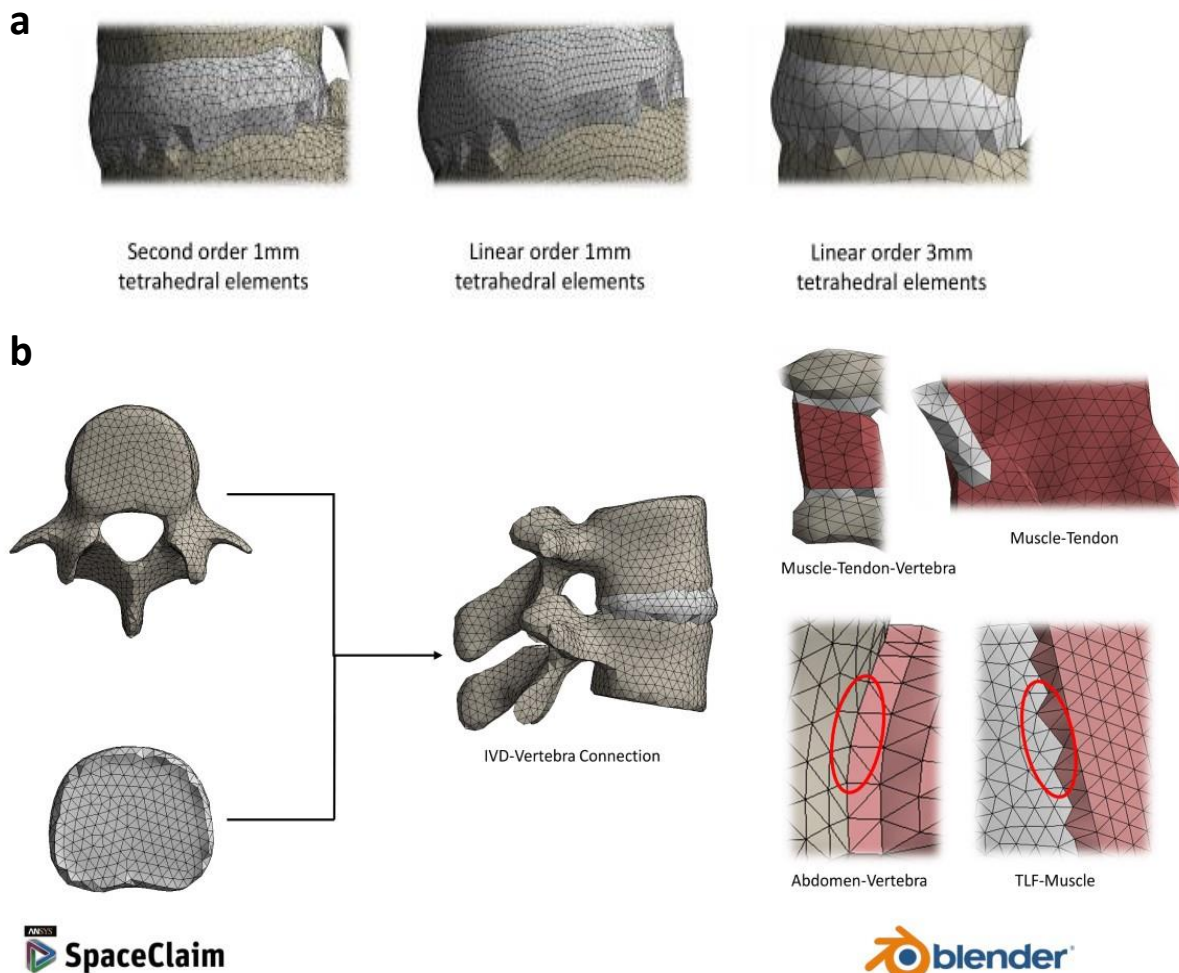 a
Second order 1mm
tetrahedral elements
Linear order 1mm
tetrahedral elements
Linear order 3mm
tetrahedral elements
b
Muscle-Tendon-Vertebra
Muscle-Tendon
IVD-Vertebra Connection
Abdomen-Vertebra
TLF-Muscle
ANSYS
SpaceClaim
blender